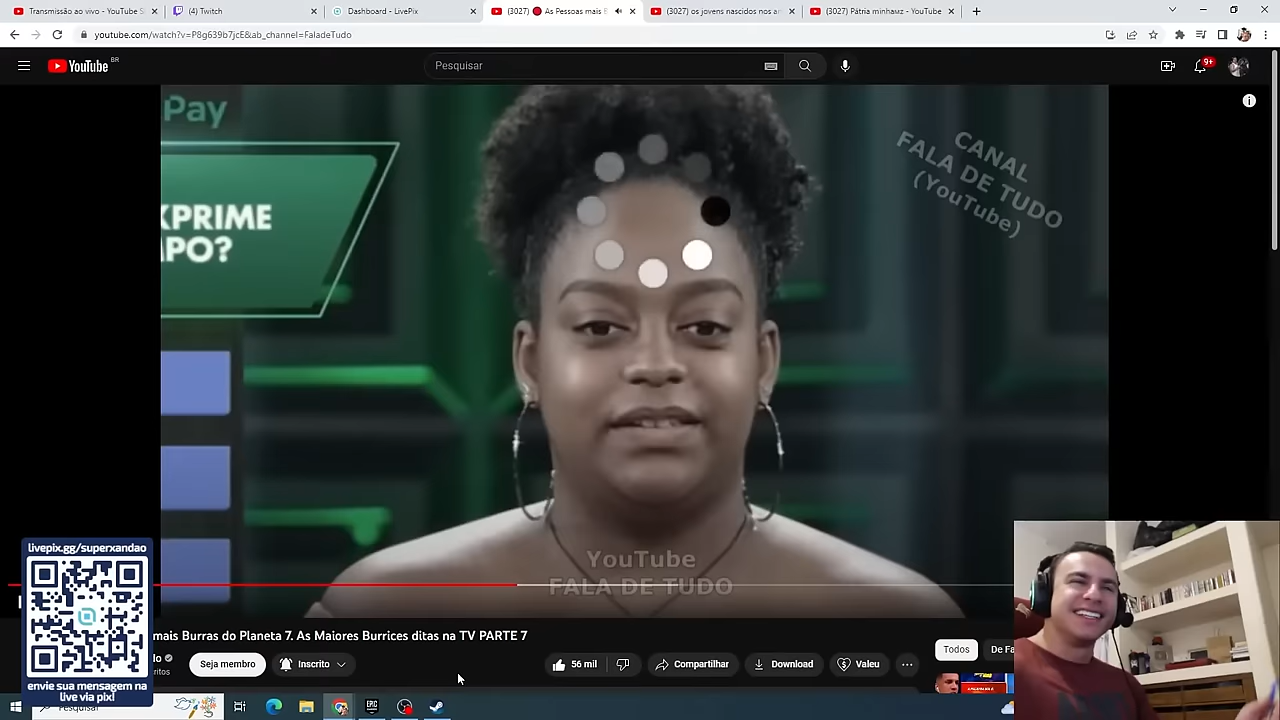 (3027) 🔴 As Pessoas mais B
Transmissão ao vivo - YouTube S
(4) Twitch
Dashboard - LivePix
(3027) os jovens nascidos nos an
(3027) Pátria minhauz - YouTube
youtube.com/watch?v=P8g639b7jcE&ab_channel=FaladeTudo
YouTube BR
Pesquisar
9+
Pay
XPRIME
MPO?
CANAL
FALA DE TUDO
(YouTube)
YouTube
FALA DE TUDO
livepix.gg/superxandao
envie sua mensagem na
live via pix!
mais Burras do Planeta 7. As Maiores Burrices ditas na TV PARTE 7
Seja membro
Inscrito
56 mil
Compartilhar
Download
Valeu
Todos
De Fa
Pesquisar
EPIC